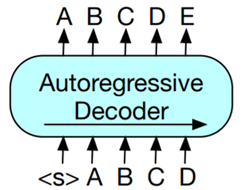 A B C D E
Autoregressive
Decoder
<s> A B C D